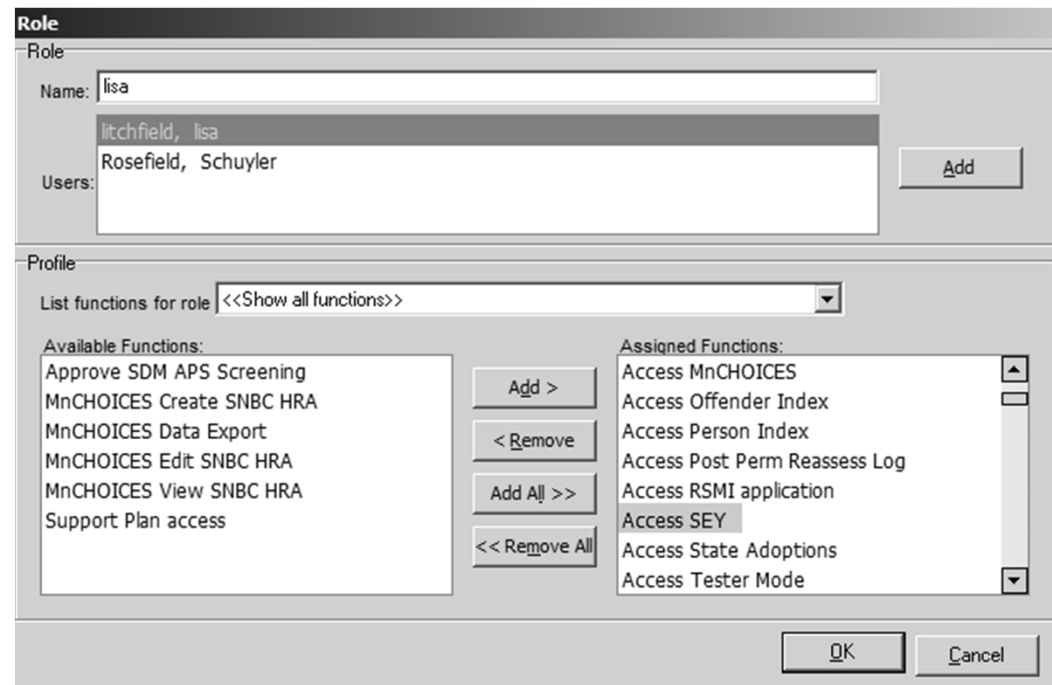 Role
Role
Name: lisa
litchfield, lisa
Rosefield, Schuyler
Users:
Add
Profile
List functions for role <<Show all functions>>
Available Functions:
Approve SDM APS Screening
MnCHOICES Create SNBC HRA
MnCHOICES Data Export
MnCHOICES Edit SNBC HRA
MnCHOICES View SNBC HRA
Support Plan access
Add >
< Remove
Add All >>
<< Remove All
Assigned Functions:
Access MnCHOICES
Access Offender Index
Access Person Index
Access Post Perm Reassess Log
Access RSMI application
Access SEY
Access State Adoptions
Access Tester Mode
OK
Cancel